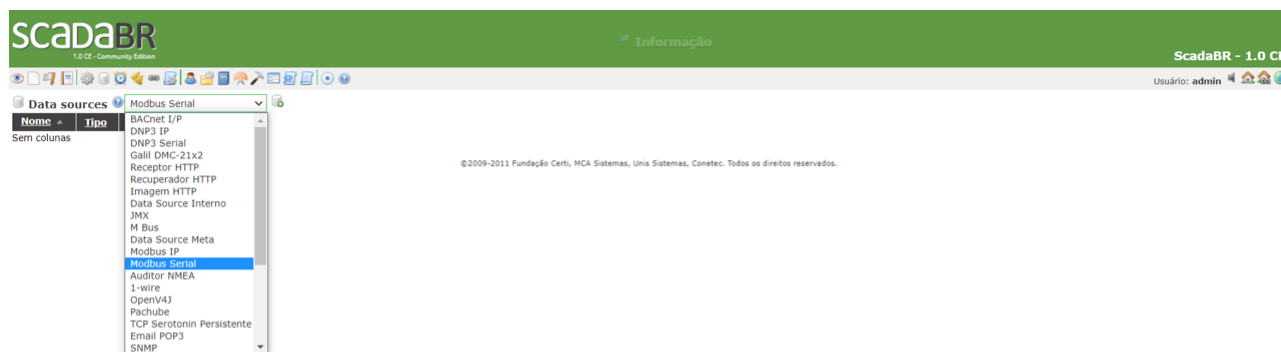 scadaBR
1.0 CE - Community Edition
Informação
ScadaBR - 1.0 CE
Usuário: admin
Data sources Modbus Serial
Nome Tipo
Sem colunas
BACnet I/P
DNP3 IP
DNP3 Serial
Galil DMC-21x2
Receptor HTTP
Recuperador HTTP
Imagem HTTP
Data Source Interno
JMX
M Bus
Data Source Meta
Modbus IP
Modbus Serial
Auditor NMEA
1-wire
OpenV4J
Pachube
TCP Serotonin Persistente
Email POP3
SNMP
©2009-2011 Fundação Certi, MCA Sistemas, Unis Sistemas, Conetec. Todos os direitos reservados.